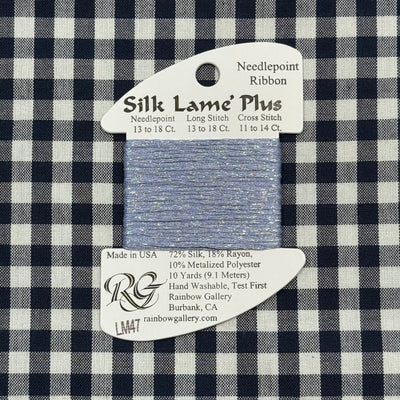 Needlepoint
Ribbon
Silk Lame' Plus
Needlepoint Long Stitch Cross Stitch
13 to 18 Ct. 13 to 18 Ct. 11 to 14 Ct.
Made in USA
72% Silk, 18% Rayon,
10% Metalized Polyester
10 Yards (9.1 Meters)
Hand Washable, Test First
Rainbow Gallery
Burbank, CA
rainbowgallery.com
RG
LM47